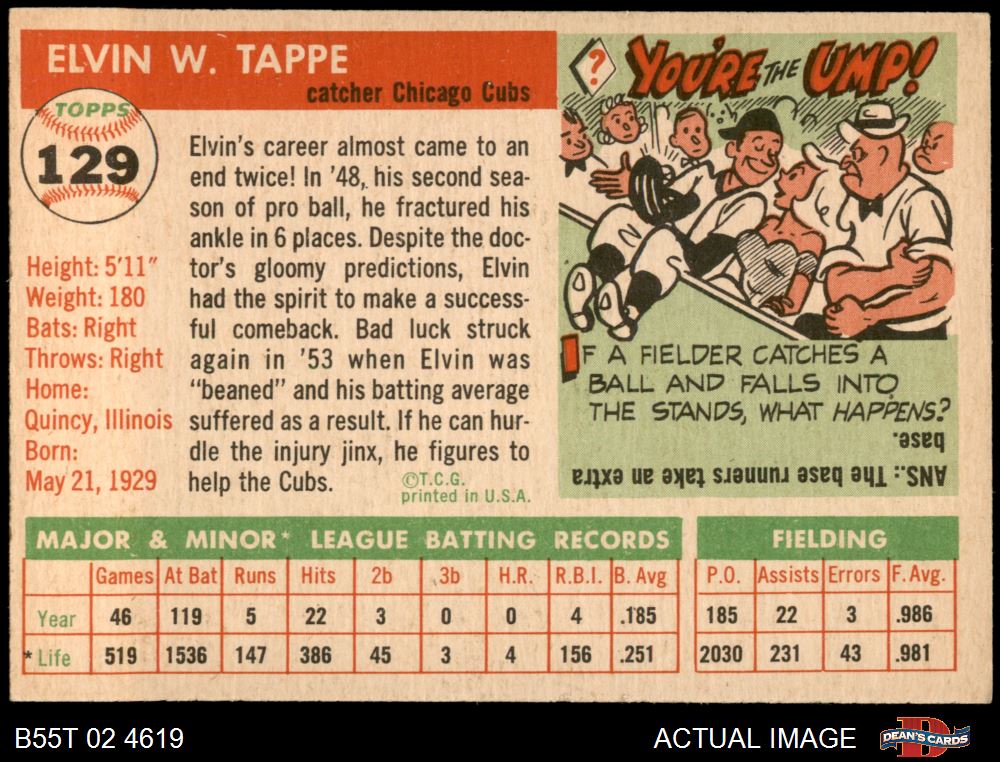 ELVIN W. TAPPE
catcher Chicago Cubs
TOPPS
129
Height: 5'11"
Weight: 180
Bats: Right
Throws: Right
Home:
Quincy, Illinois
Born:
May 21, 1929
Elvin's career almost came to an
end twice! In '48, his second sea-
son of pro ball, he fractured his
ankle in 6 places. Despite the doc-
tor's gloomy predictions, Elvin
had the spirit to make a success-
ful comeback. Bad luck struck
again in '53 when Elvin was
"beaned" and his batting average
suffered as a result. If he can hur-
dle the injury jinx, he figures to
help the Cubs.
©T.C.G.
printed in U.S.A.
?
YOU'RE THE UMP!
N
IF A FIELDER CATCHES A
BALL AND FALLS INTO
THE STANDS, WHAT HAPPENS?
ANS.: The base runners take an extra
base.
MAJOR & MINOR* LEAGUE BATTING RECORDS
Games At Bat Runs Hits 2b 3b H.R. R.B.I. B. Avg
Year 46 119 5 22 3 0 0 4 .185
* Life 519 1536 147 386 45 3 4 156 .251
FIELDING
P.O. Assists Errors F. Avg.
185 22 3 .986
2030 231 43 .981
B55T 02 4619
ACTUAL IMAGE
D
DEAN'S CARDS